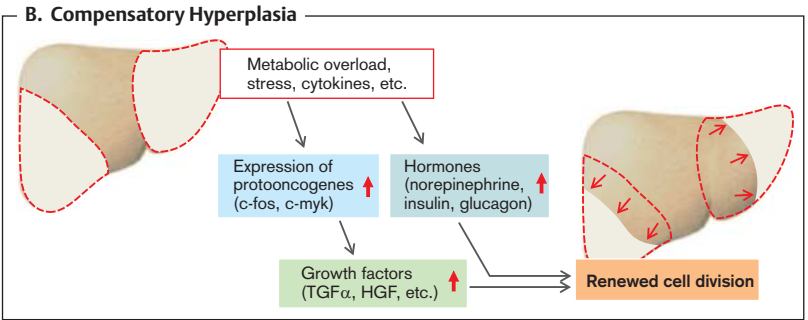 B. Compensatory Hyperplasia
Metabolic overload,
stress, cytokines, etc.
Expression of
protooncogenes
(c-fos, c-myk)
Hormones
(norepinephrine,
insulin, glucagon)
Growth factors
(TGFα, HGF, etc.)
Renewed cell division